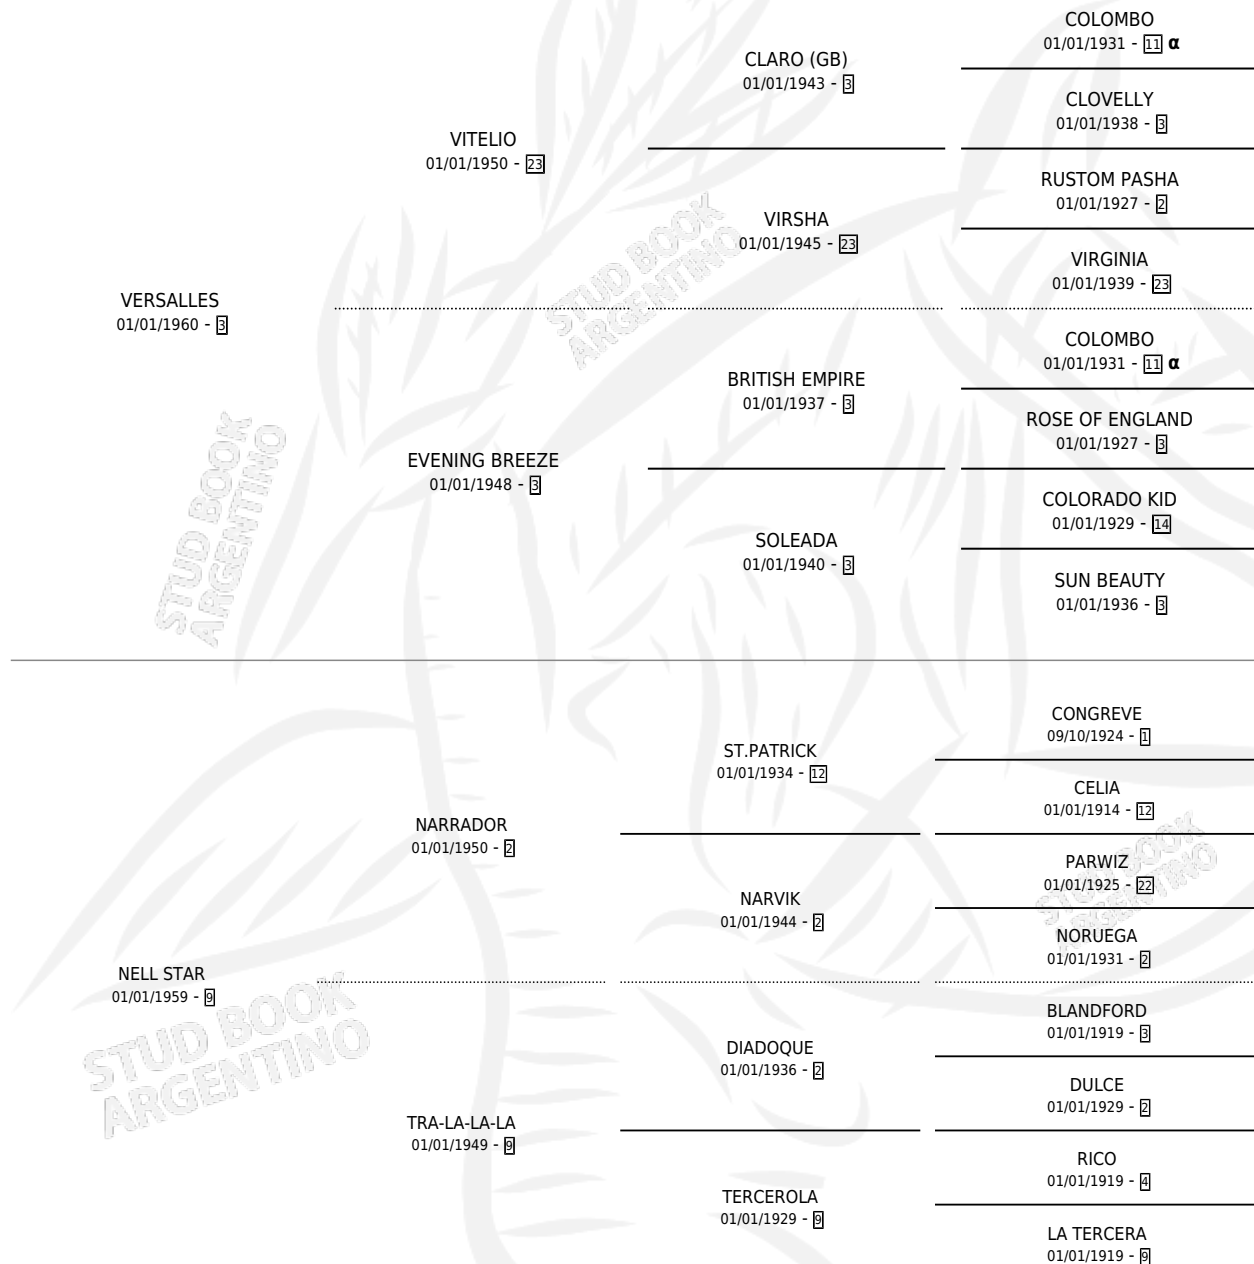 COLOMBO
01/01/1931 - 11 α
CLARO (GB)
01/01/1943 - 3
CLOVELLY
01/01/1938 - 3
VITELIO
01/01/1950 - 23
RUSTOM PASHA
01/01/1927 - 2
VIRSHA
01/01/1945 - 23
VIRGINIA
01/01/1939 - 23
STUD BOOK
ARGENTINO
VERSALLES
01/01/1960 - 3
COLOMBO
01/01/1931 - 11 α
BRITISH EMPIRE
01/01/1937 - 3
ROSE OF ENGLAND
01/01/1927 - 3
EVENING BREEZE
01/01/1948 - 3
COLORADO KID
01/01/1929 - 14
SOLEADA
01/01/1940 - 3
SUN BEAUTY
01/01/1936 - 3
STUD BOOK
ARGENTINO
CONGREVE
09/10/1924 - 1
ST.PATRICK
01/01/1934 - 12
CELIA
01/01/1914 - 12
NARRADOR
01/01/1950 - 2
PARWIZ
01/01/1925 - 22
NARVIK
01/01/1944 - 2
NORUEGA
01/01/1931 - 2
STUD BOOK
ARGENTINO
NELL STAR
01/01/1959 - 9
BLANDFORD
01/01/1919 - 3
DIADOQUE
01/01/1936 - 2
DULCE
01/01/1929 - 2
STUD BOOK
ARGENTINO
TRA-LA-LA-LA
01/01/1949 - 9
RICO
01/01/1919 - 4
TERCEROLA
01/01/1929 - 9
LA TERCERA
01/01/1919 - 9